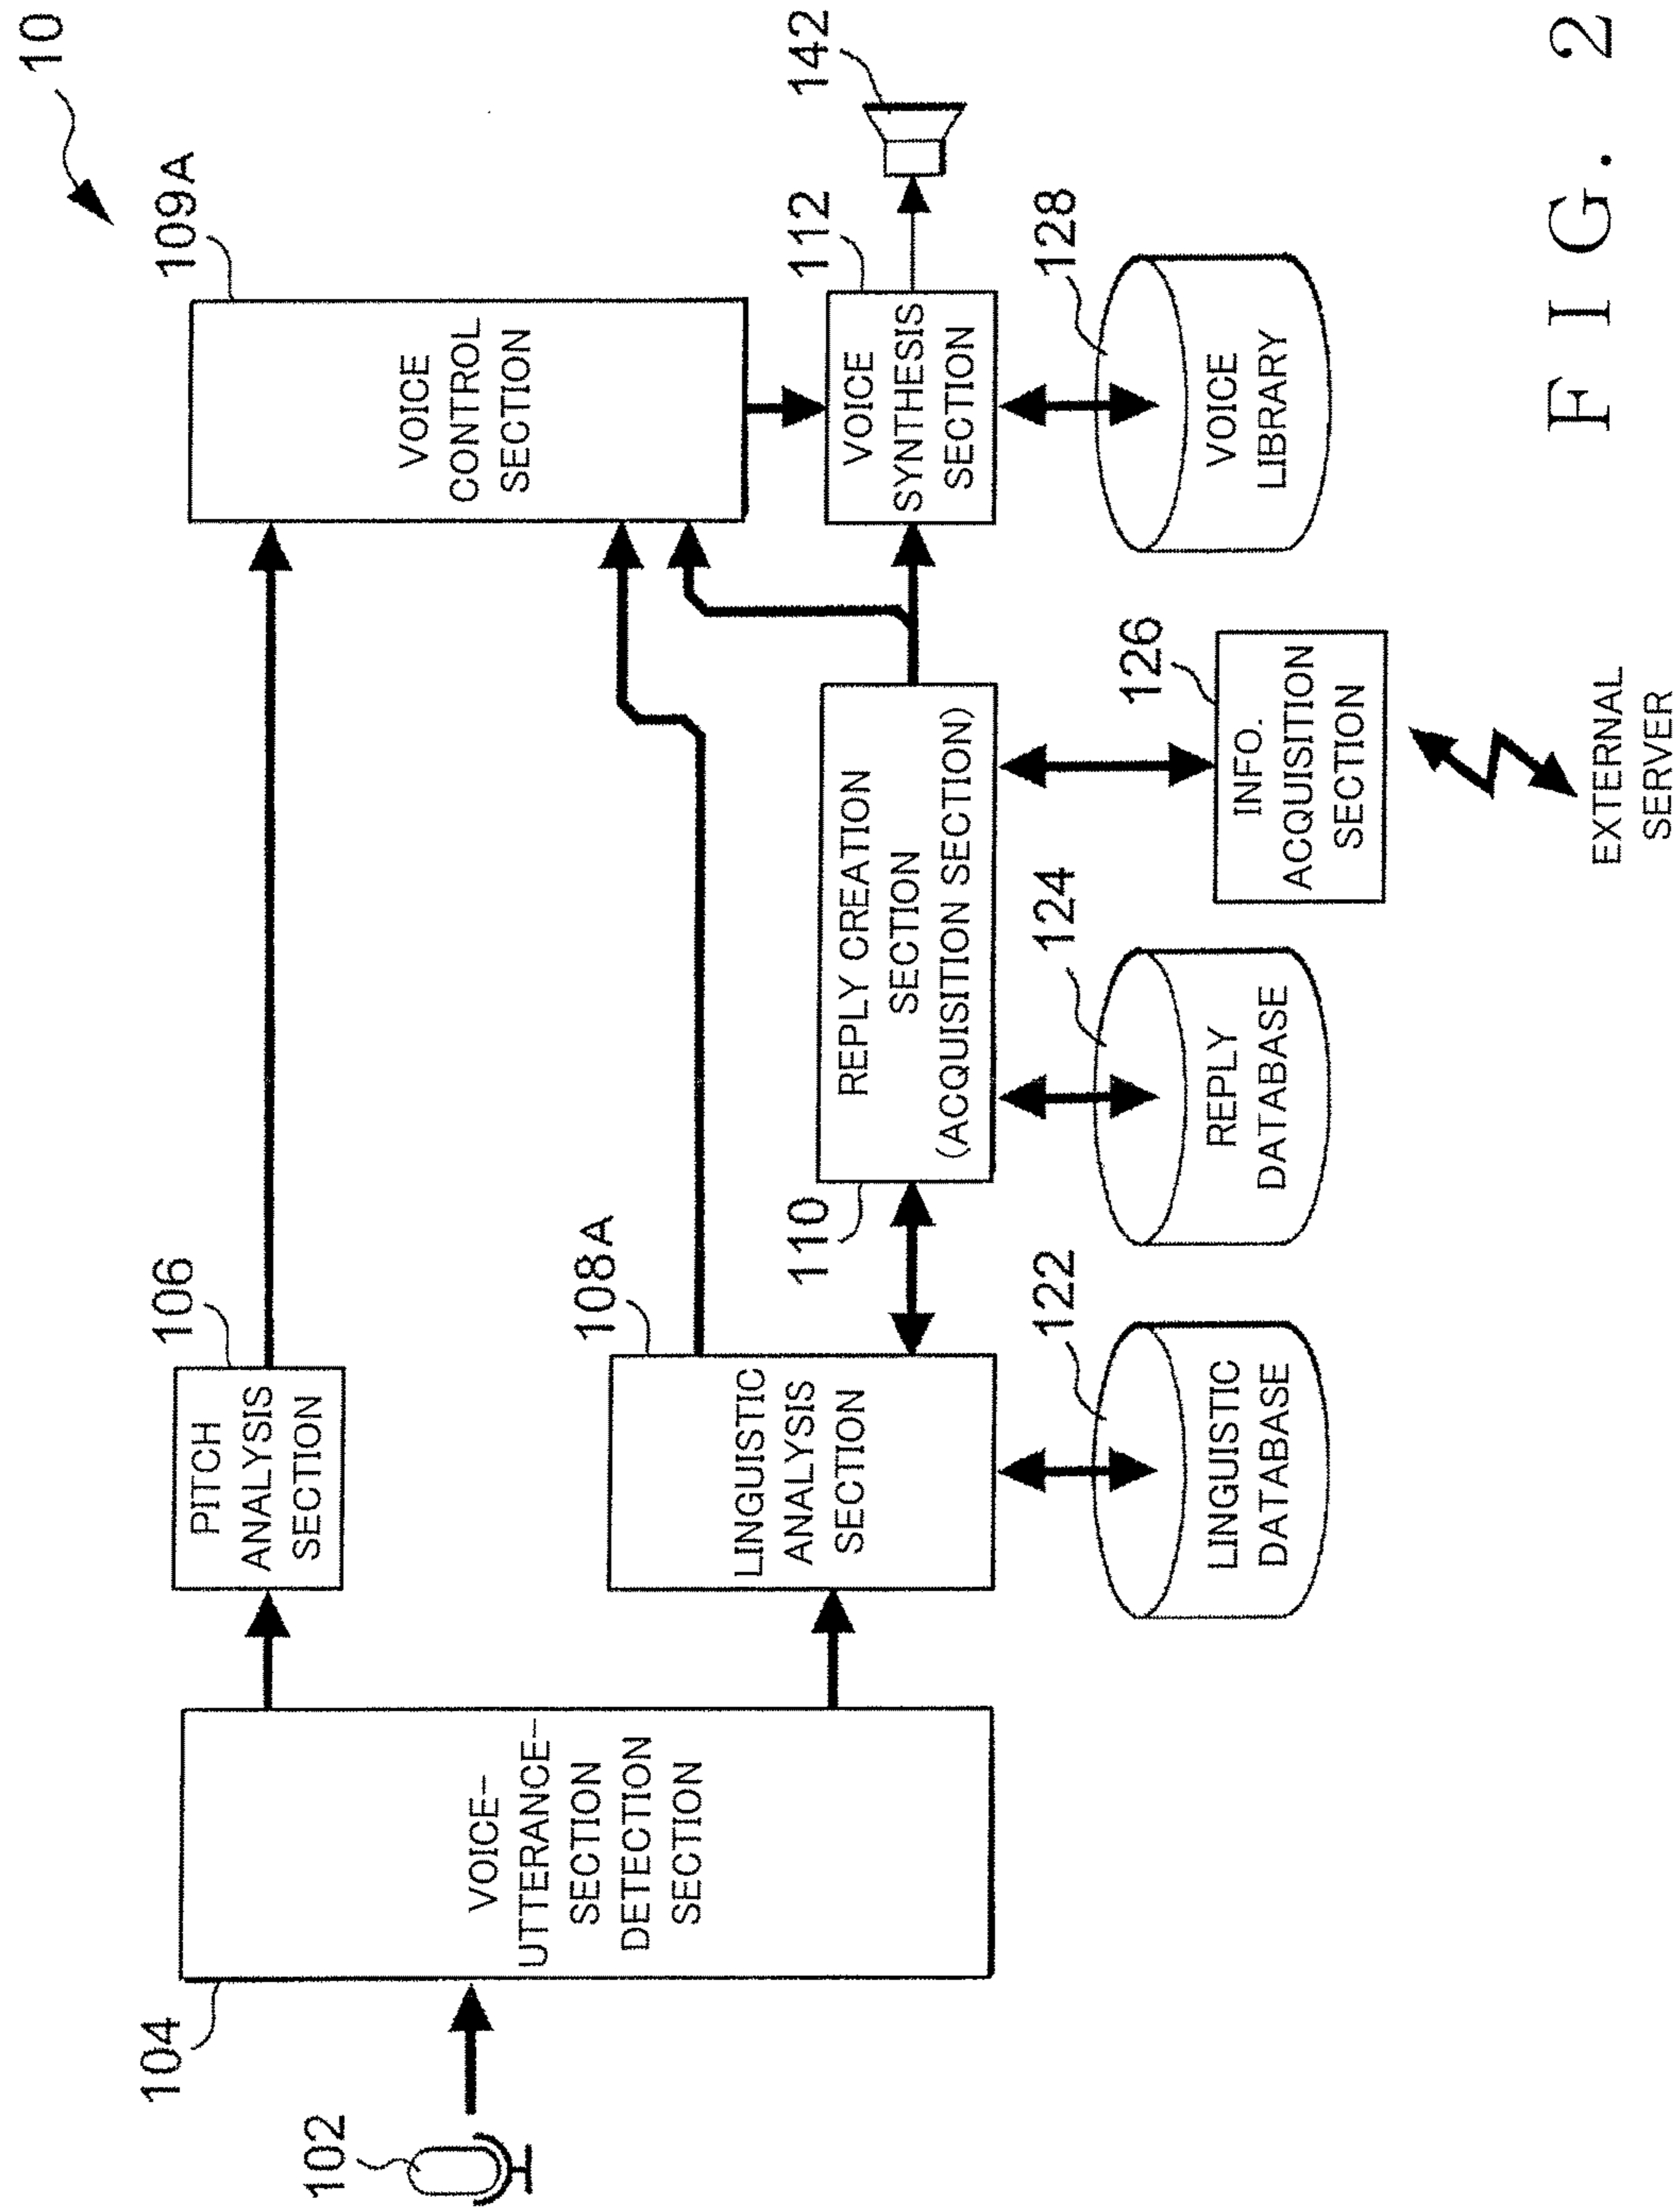 10
102
104
VOICE-
UTTERANCE-
SECTION
DETECTION
SECTION
106
PITCH
ANALYSIS
SECTION
108A
LINGUISTIC
ANALYSIS
SECTION
109A
VOICE
CONTROL
SECTION
110
REPLY CREATION
SECTION
(ACQUISITION SECTION)
112
VOICE
SYNTHESIS
SECTION
142
122
LINGUISTIC
DATABASE
124
REPLY
DATABASE
126
INFO.
ACQUISITION
SECTION
128
VOICE
LIBRARY
EXTERNAL
SERVER
FIG. 2